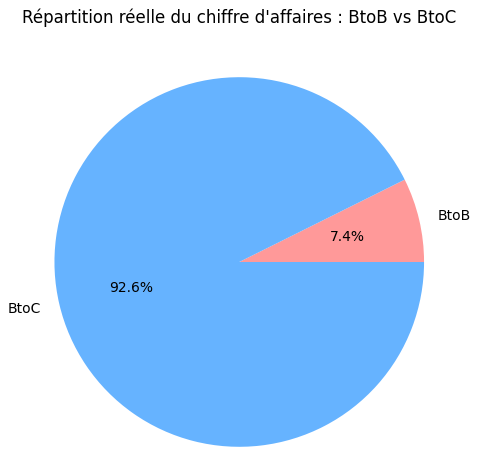 Répartition réelle du chiffre d'affaires : BtoB vs BtoC
BtoB
7.4%
92.6%
BtoC